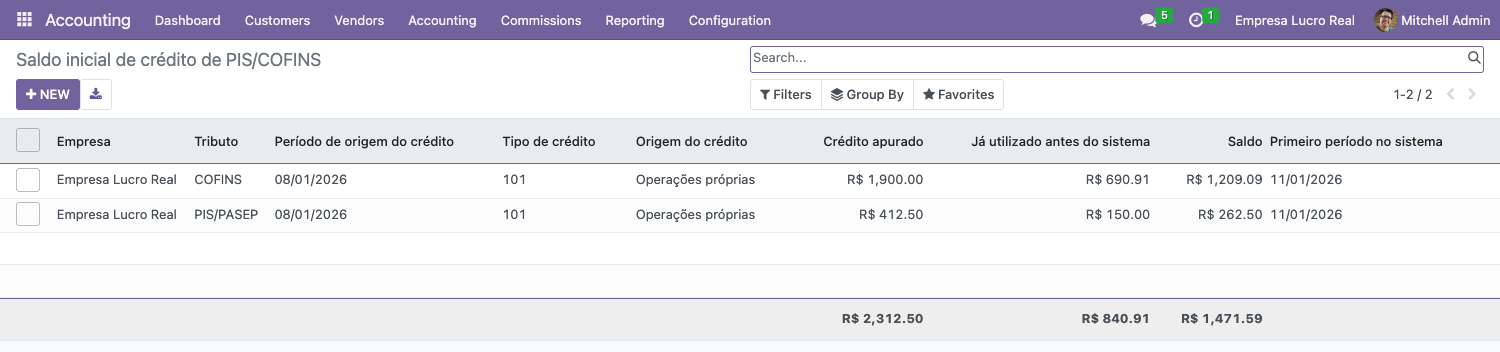 Accounting Dashboard Customers Vendors Accounting Commissions Reporting Configuration 5 1 Empresa Lucro Real Mitchell Admin
Saldo inicial de crédito de PIS/COFINS
Search...
+ NEW
Filters Group By Favorites
1-2 / 2
Empresa Tributo Período de origem do crédito Tipo de crédito Origem do crédito Crédito apurado Já utilizado antes do sistema Saldo Primeiro período no sistema
Empresa Lucro Real COFINS 08/01/2026 101 Operações próprias R$ 1,900.00 R$ 690.91 R$ 1,209.09 11/01/2026
Empresa Lucro Real PIS/PASEP 08/01/2026 101 Operações próprias R$ 412.50 R$ 150.00 R$ 262.50 11/01/2026
R$ 2,312.50 R$ 840.91 R$ 1,471.59